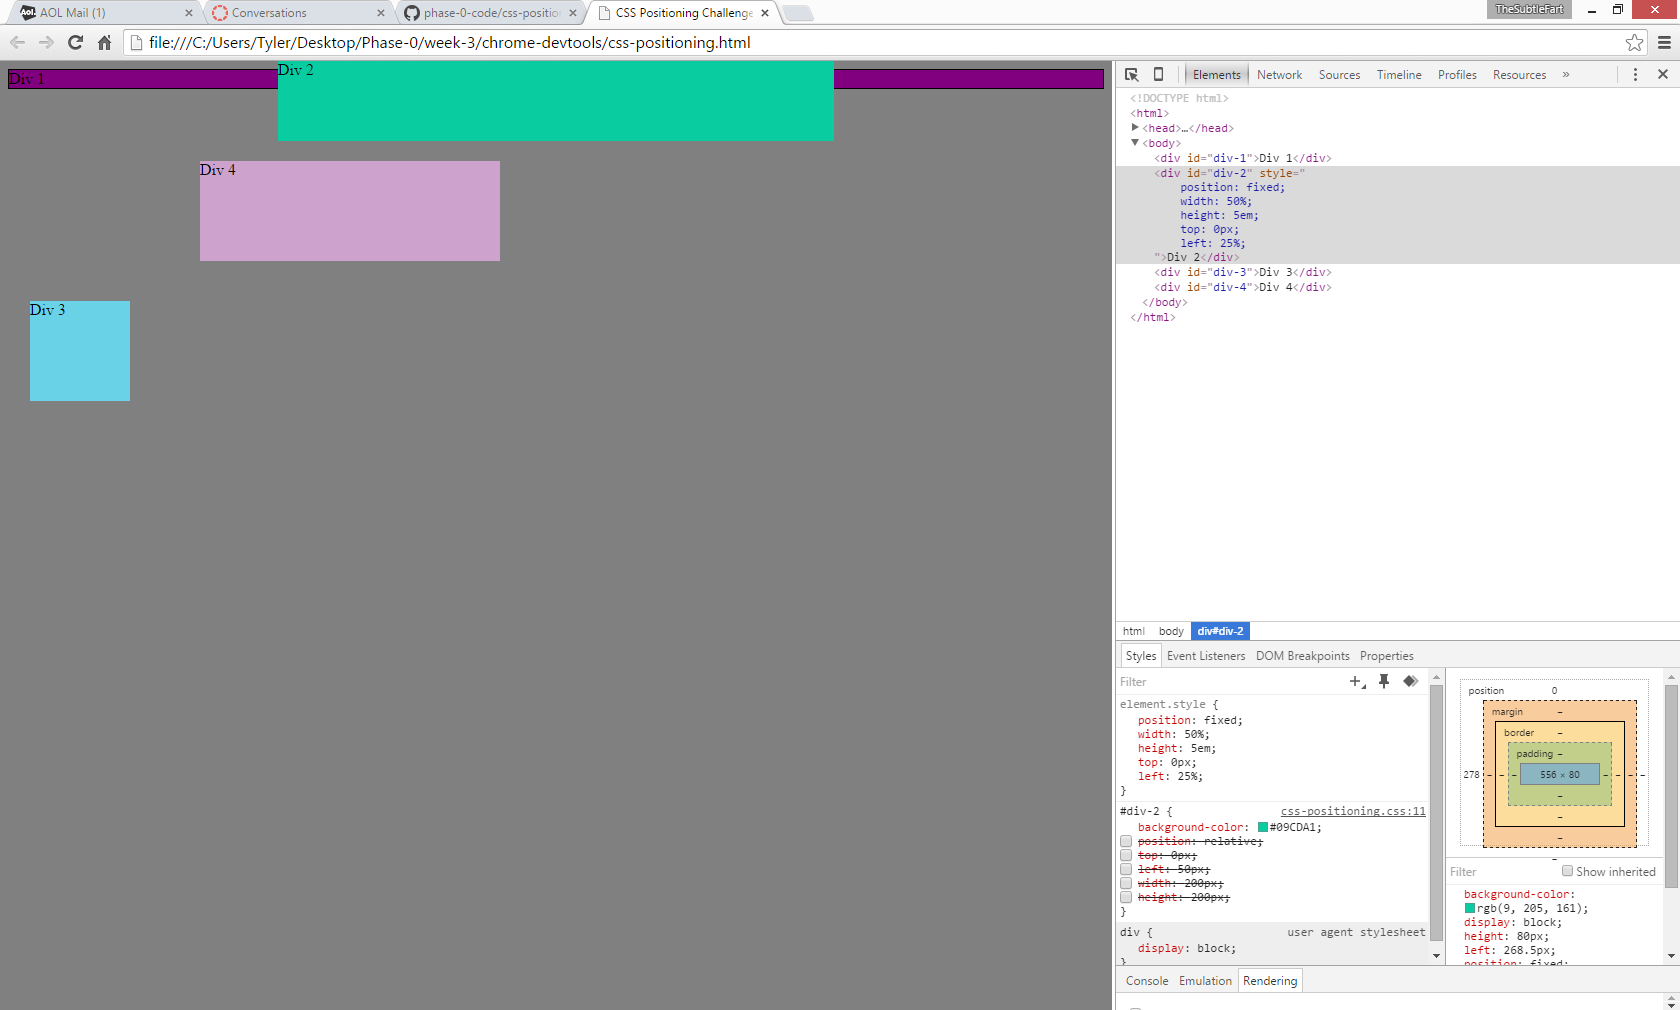 Aol. AOL Mail (1)
Conversations
phase-0-code/css-positio
CSS Positioning Challenge
TheSubtleFart
file:///C:/Users/Tyler/Desktop/Phase-0/week-3/chrome-devtools/css-positioning.html
Div 1
Div 2
Div 4
Div 3
Elements Network Sources Timeline Profiles Resources »
<!DOCTYPE html>
<html>
<head>…</head>
<body>
<div id="div-1">Div 1</div>
<div id="div-2" style="
position: fixed;
width: 50%;
height: 5em;
top: 0px;
left: 25%;
">Div 2</div>
<div id="div-3">Div 3</div>
<div id="div-4">Div 4</div>
</body>
</html>
html body div#div-2
Styles Event Listeners DOM Breakpoints Properties
Filter
element.style {
position: fixed;
width: 50%;
height: 5em;
top: 0px;
left: 25%;
}
#div-2 { css-positioning.css:11
background-color: #09CDA1;
position: relative;
top: 0px;
left: 50px;
width: 200px;
height: 200px;
}
div { user agent stylesheet
display: block;
}
position 0
margin –
border –
padding –
278 – – – 556 × 80 – – – –
–
–
–
–
Filter Show inherited
background-color:
rgb(9, 205, 161);
display: block;
height: 80px;
left: 268.5px;
position: fixed;
Console Emulation Rendering